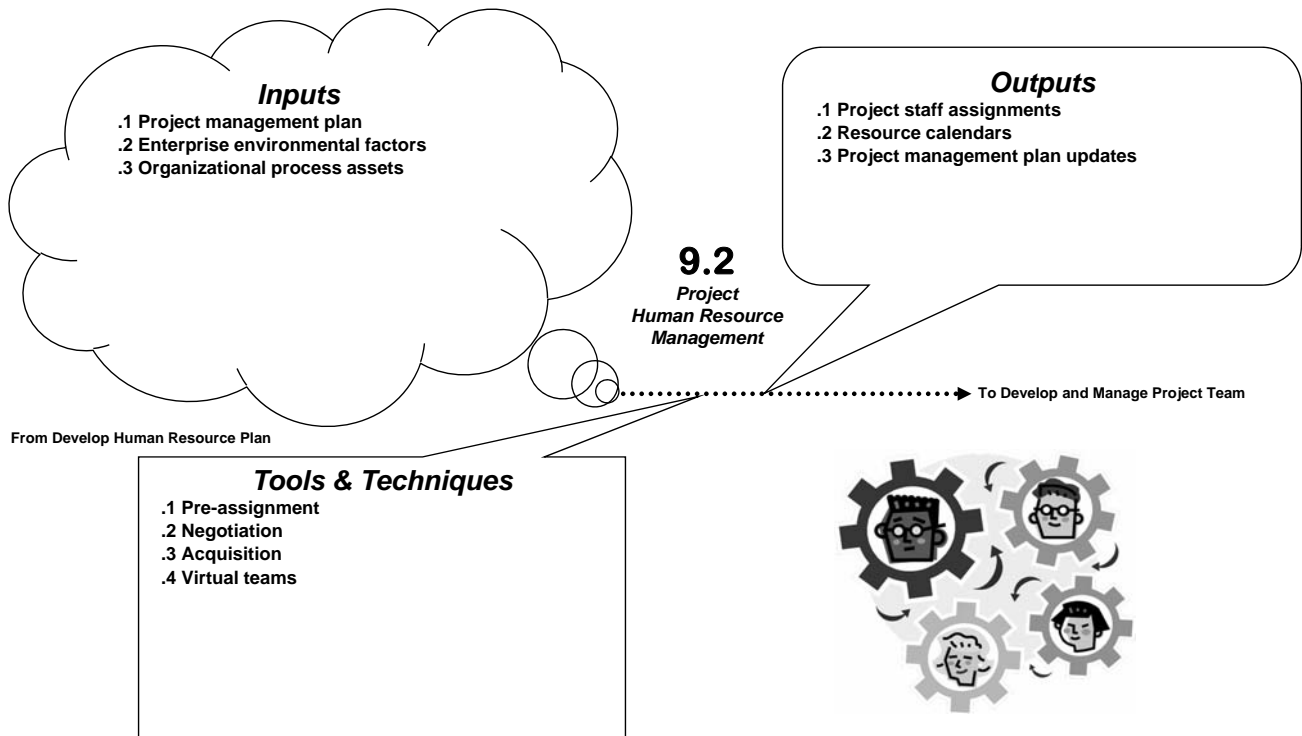 Inputs
.1 Project management plan
.2 Enterprise environmental factors
.3 Organizational process assets
Outputs
.1 Project staff assignments
.2 Resource calendars
.3 Project management plan updates
9.2
Project
Human Resource
Management
To Develop and Manage Project Team
From Develop Human Resource Plan
Tools & Techniques
.1 Pre-assignment
.2 Negotiation
.3 Acquisition
.4 Virtual teams